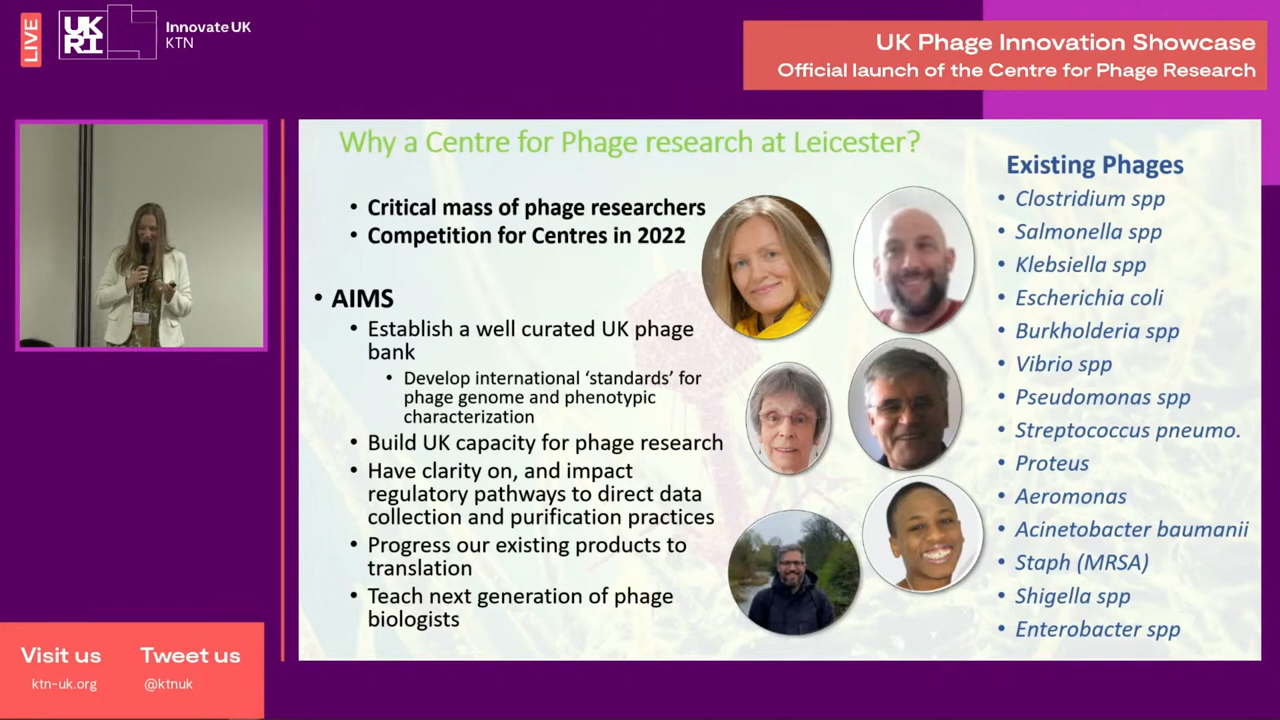 LIVE
UK
RI
Innovate UK
KTN
UK Phage Innovation Showcase
Official launch of the Centre for Phage Research
Why a Centre for Phage research at Leicester?
• Critical mass of phage researchers
• Competition for Centres in 2022
• AIMS
• Establish a well curated UK phage
bank
• Develop international ‘standards’ for
phage genome and phenotypic
characterization
• Build UK capacity for phage research
• Have clarity on, and impact
regulatory pathways to direct data
collection and purification practices
• Progress our existing products to
translation
• Teach next generation of phage
biologists
Existing Phages
• Clostridium spp
• Salmonella spp
• Klebsiella spp
• Escherichia coli
• Burkholderia spp
• Vibrio spp
• Pseudomonas spp
• Streptococcus pneumo.
• Proteus
• Aeromonas
• Acinetobacter baumanii
• Staph (MRSA)
• Shigella spp
• Enterobacter spp
Visit us
ktn-uk.org
Tweet us
@ktnuk